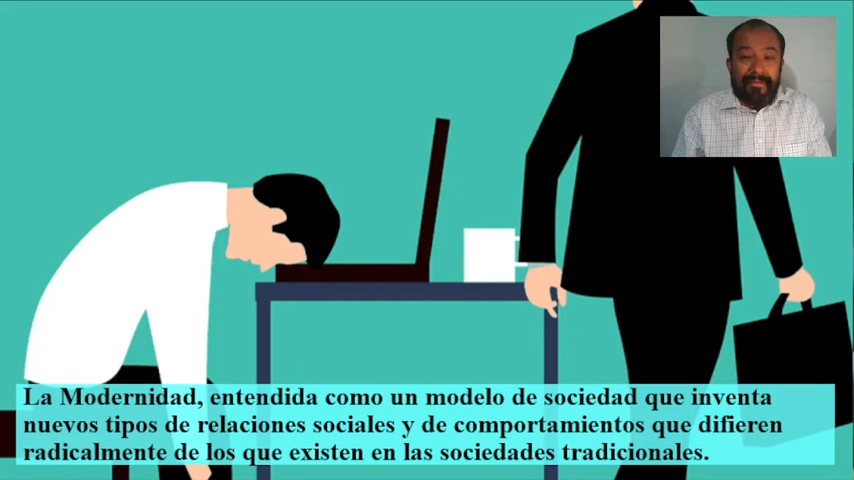 La Modernidad, entendida como un modelo de sociedad que inventa
nuevos tipos de relaciones sociales y de comportamientos que difieren
radicalmente de los que existen en las sociedades tradicionales.